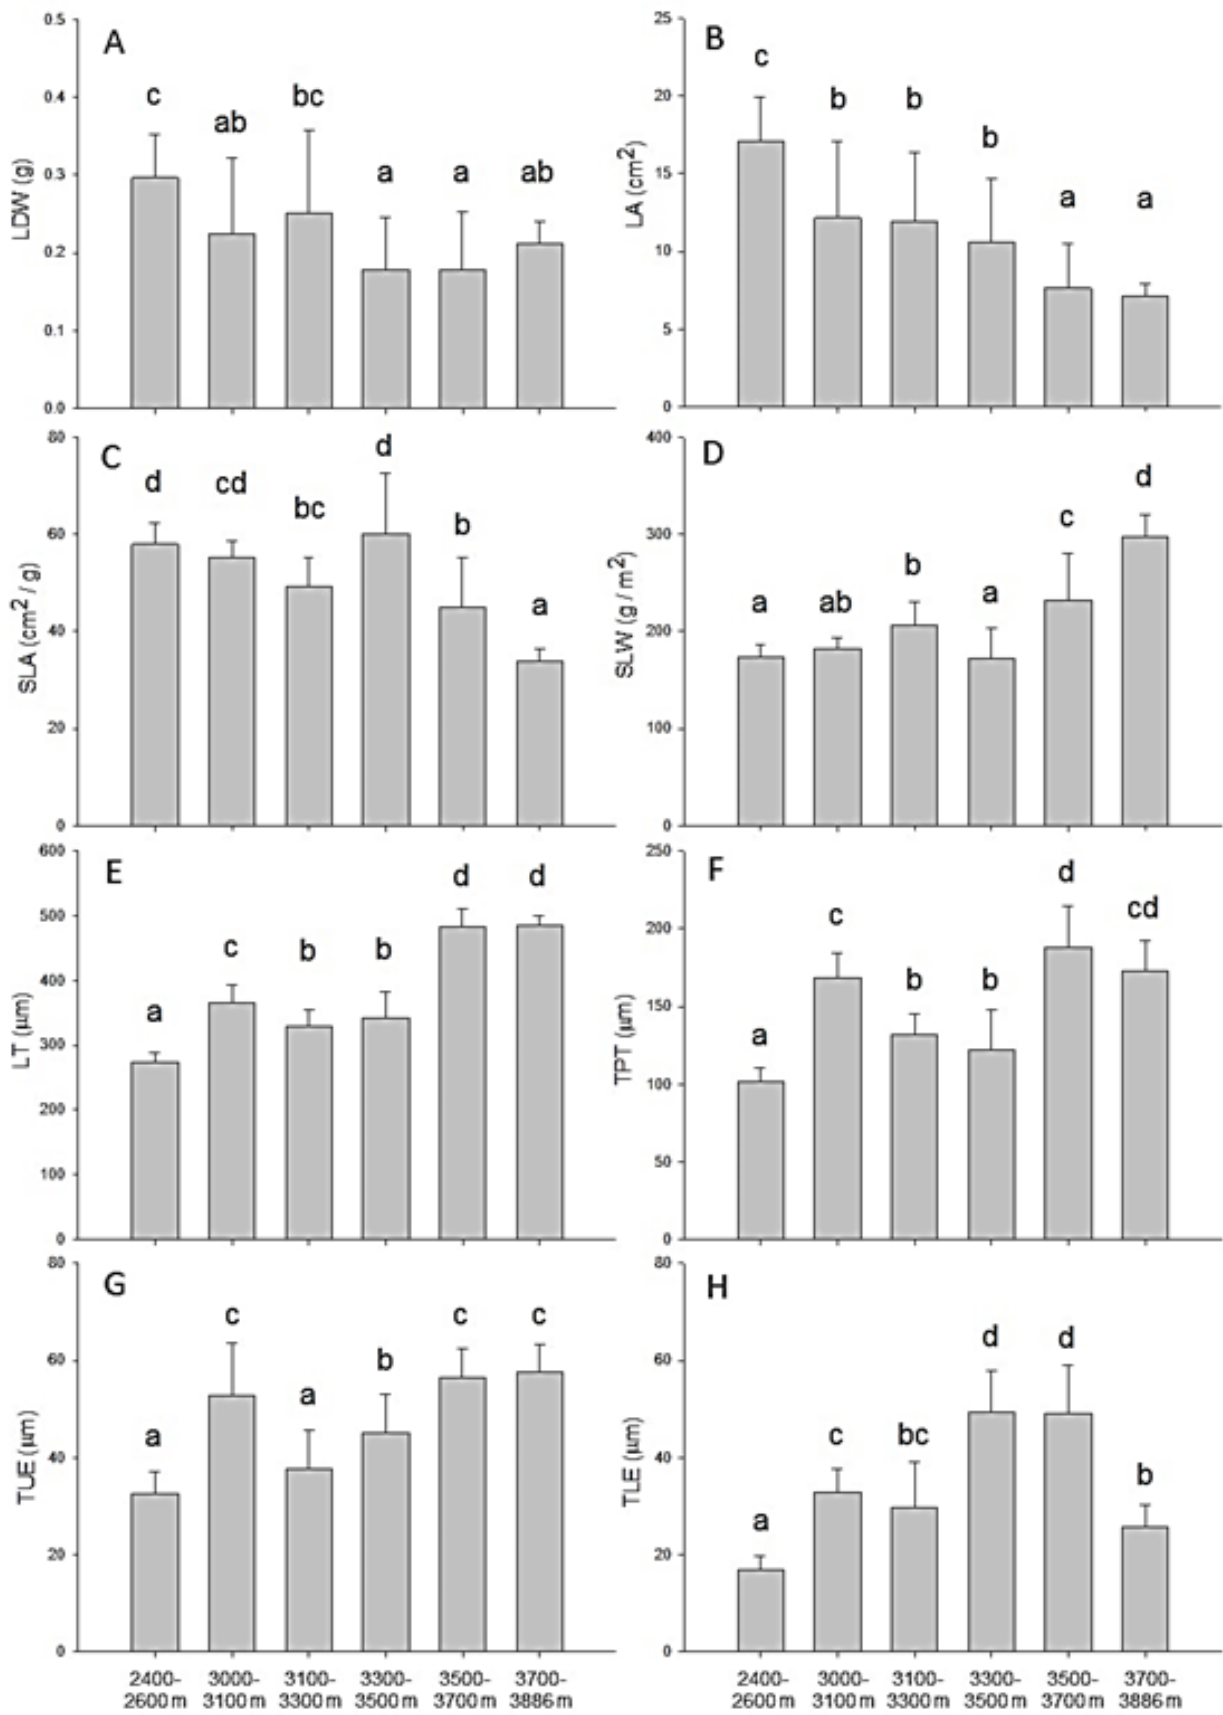 A
LDW (g)
0.5
0.4
0.3
0.2
0.1
0.0
c
ab
bc
a
a
ab
B
LA (cm²)
25
20
15
10
5
0
c
b
b
b
a
a
C
SLA (cm² / g)
80
60
40
20
0
d
cd
bc
d
b
a
D
SLW (g / m²)
400
300
200
100
0
a
ab
b
a
c
d
E
LT (µm)
600
500
400
300
200
100
0
a
c
b
b
d
d
F
TPT (µm)
250
200
150
100
50
0
a
c
b
b
d
cd
G
TUE (µm)
80
60
40
20
0
a
c
a
b
c
c
2400-
2600 m
3000-
3100 m
3100-
3300 m
3300-
3500 m
3500-
3700 m
3700-
3886 m
H
TLE (µm)
80
60
40
20
0
a
c
bc
d
d
b
2400-
2600 m
3000-
3100 m
3100-
3300 m
3300-
3500 m
3500-
3700 m
3700-
3886 m